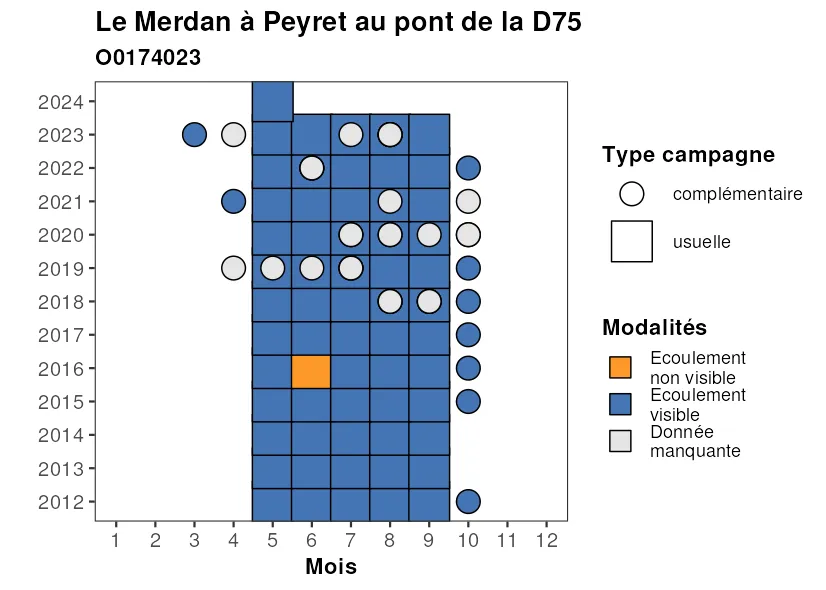 Le Merdan à Peyret au pont de la D75
O0174023
2024
2023
2022
2021
2020
2019
2018
2017
2016
2015
2014
2013
2012
1 2 3 4 5 6 7 8 9 10 11 12
Mois
Type campagne
complémentaire
usuelle
Modalités
Ecoulement
non visible
Ecoulement
visible
Donnée
manquante